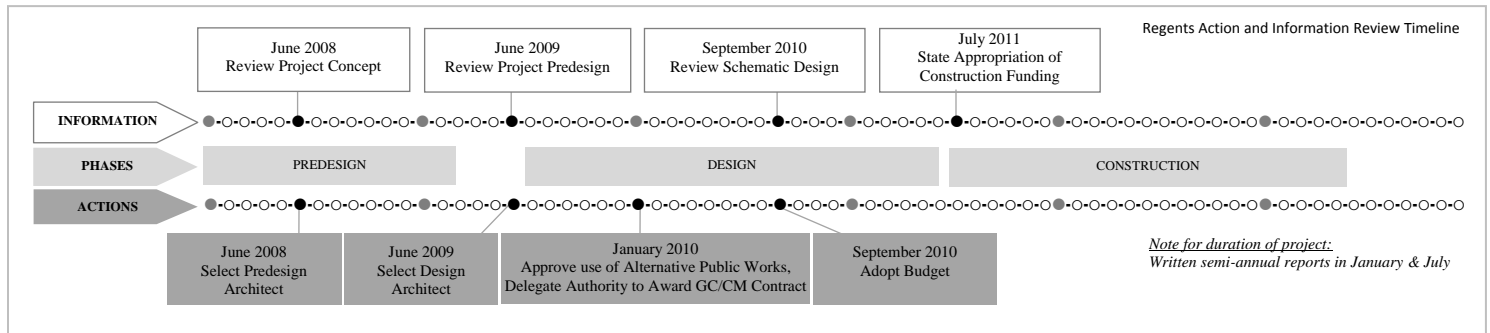 Regents Action and Information Review Timeline
June 2008
Review Project Concept
June 2009
Review Project Predesign
September 2010
Review Schematic Design
July 2011
State Appropriation of
Construction Funding
INFORMATION
PHASES
PREDESIGN
DESIGN
CONSTRUCTION
ACTIONS
June 2008
Select Predesign
Architect
June 2009
Select Design
Architect
January 2010
Approve use of Alternative Public Works,
Delegate Authority to Award GC/CM Contract
September 2010
Adopt Budget
Note for duration of project:
Written semi-annual reports in January & July